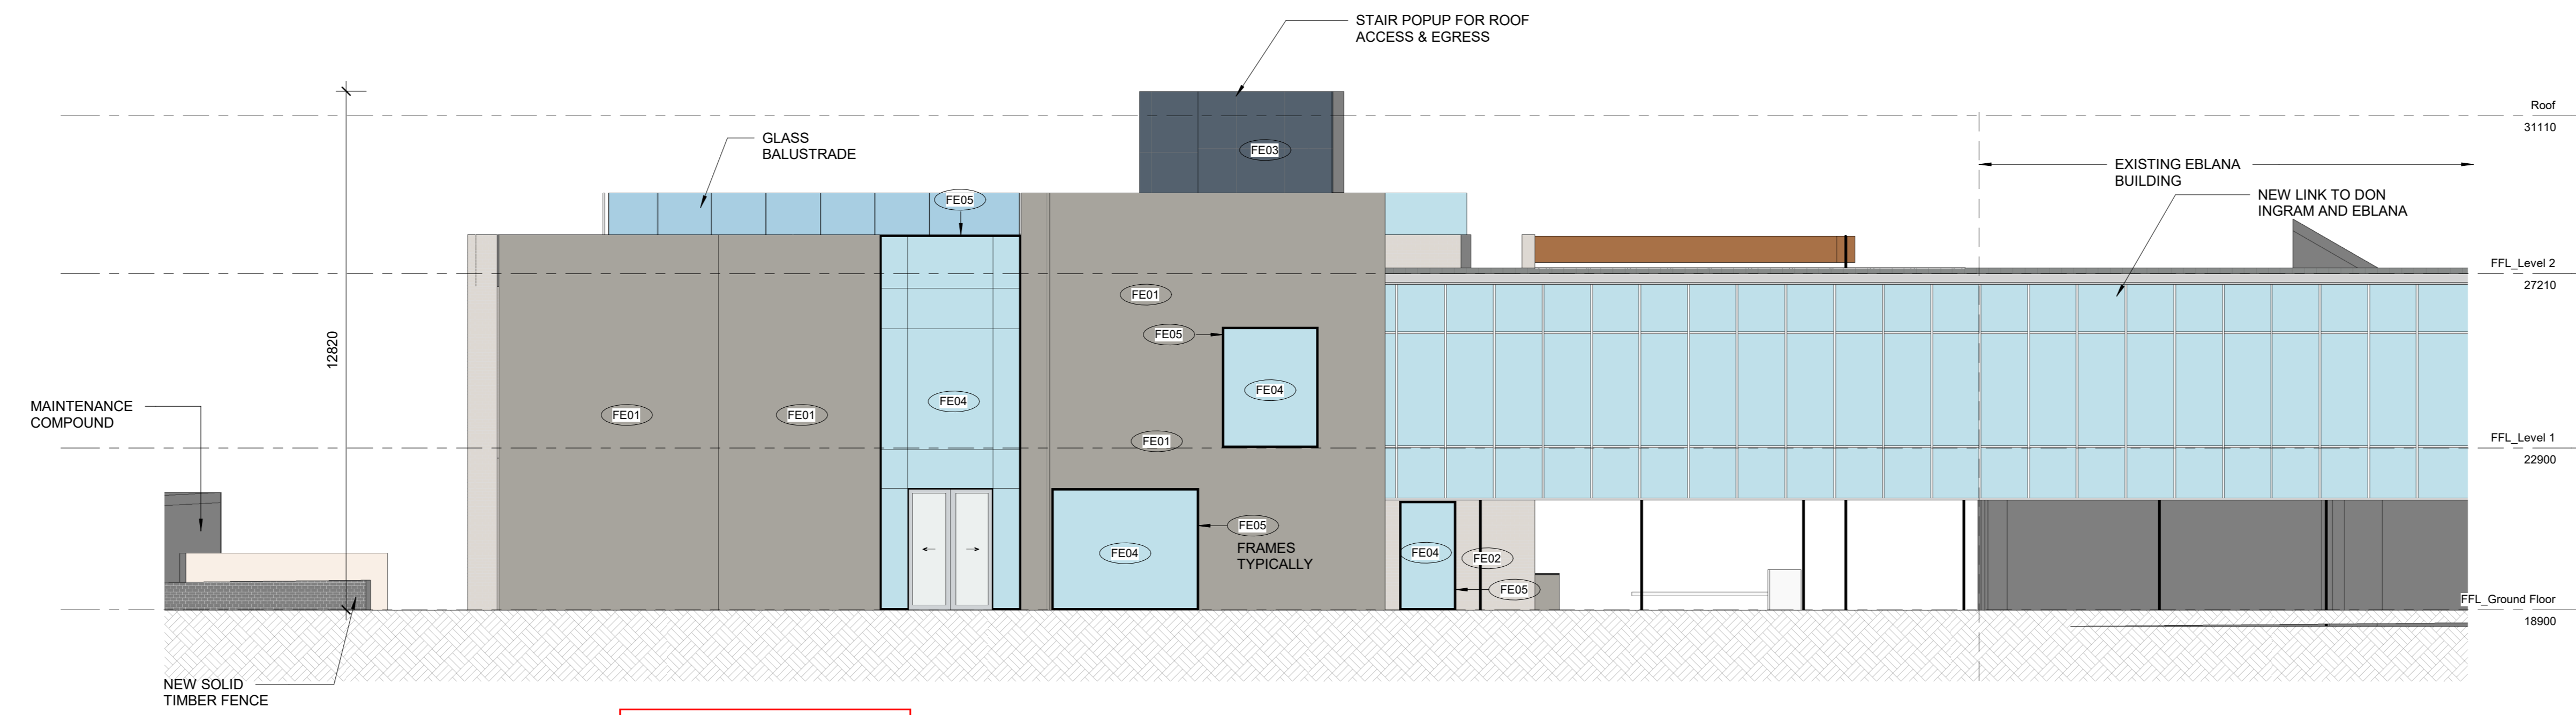 STAIR POPUP FOR ROOF
ACCESS & EGRESS
Roof
31110
GLASS
BALUSTRADE
FE03
EXISTING EBLANA
BUILDING
FE05
NEW LINK TO DON
INGRAM AND EBLANA
FFL_Level 2
27210
FE01
FE05
12820
FE04
FE04
MAINTENANCE
COMPOUND
FE01
FE01
FE01
FFL_Level 1
22900
FE05
FRAMES
TYPICALLY
FE04
FE04
FE02
FE05
FFL_Ground Floor
18900
NEW SOLID
TIMBER FENCE